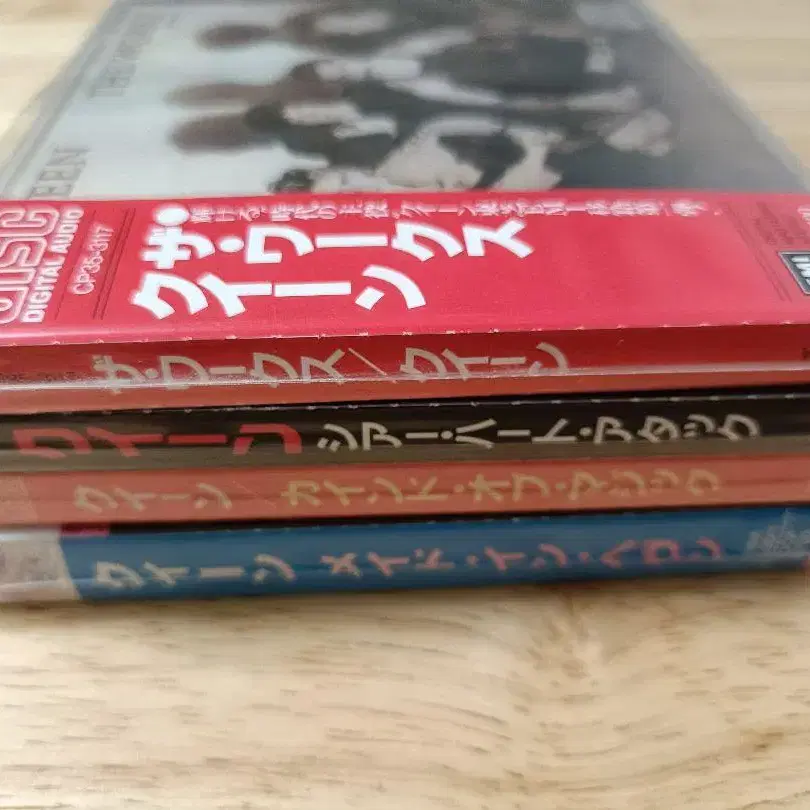 QUEEN
THE WORKS
DISC
DIGITAL AUDIO
CP35-3117
ザ・ワークス
クイーン
ザ・ワークス/クイーン
クイーン シアー・ハート・アタック
クイーン/カインド・オブ・マジック
クイーン メイド・イン・ヘヴン